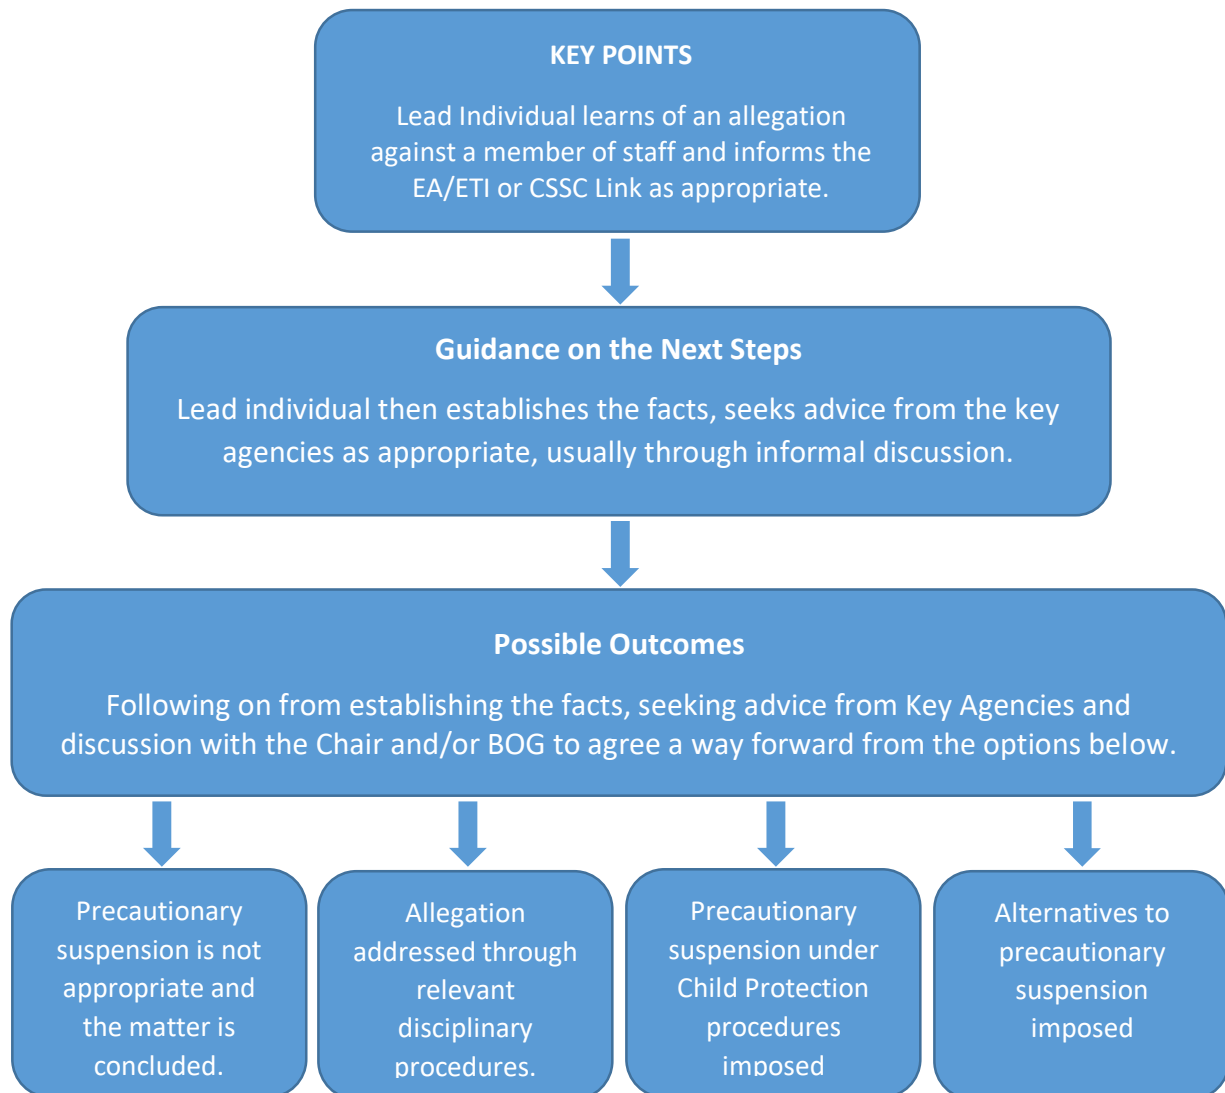 KEY POINTS
Lead Individual learns of an allegation
against a member of staff and informs the
EA/ETI or CSSC Link as appropriate.
Guidance on the Next Steps
Lead individual then establishes the facts, seeks advice from the key
agencies as appropriate, usually through informal discussion.
Possible Outcomes
Following on from establishing the facts, seeking advice from Key Agencies and
discussion with the Chair and/or BOG to agree a way forward from the options below.
Precautionary
suspension is not
appropriate and
the matter is
concluded.
Allegation
addressed through
relevant
disciplinary
procedures.
Precautionary
suspension under
Child Protection
procedures
imposed
Alternatives to
precautionary
suspension
imposed